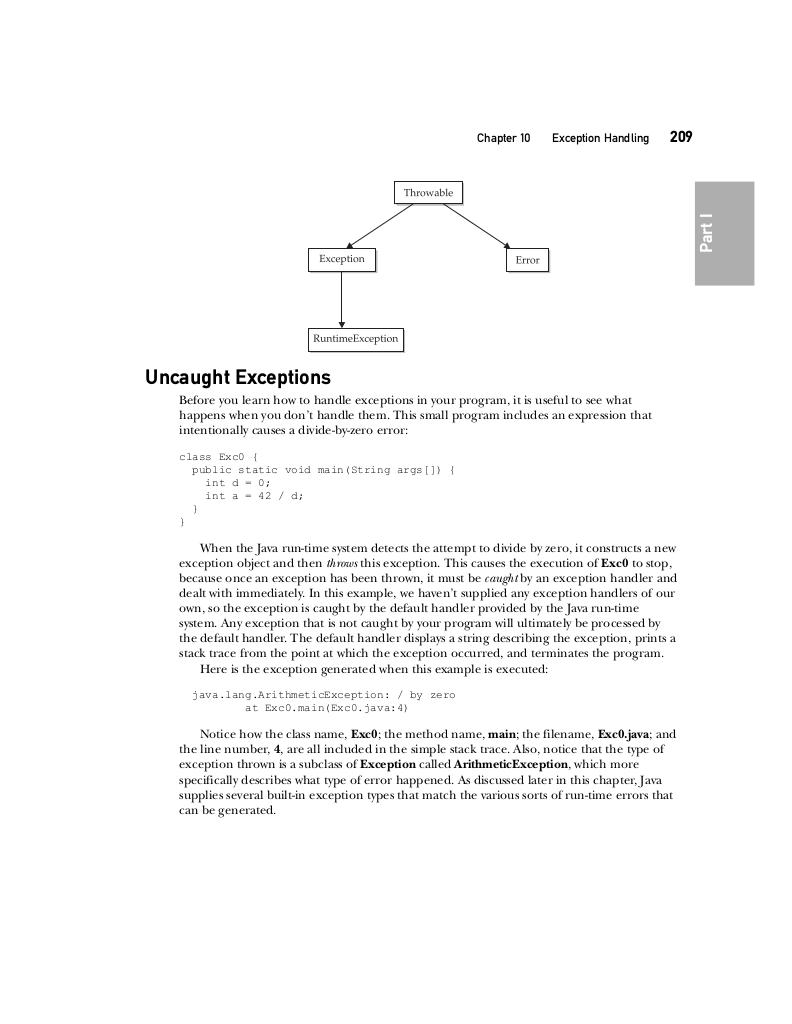 Chapter 10 Exception Handling 209
Part I
Throwable
Exception
Error
RuntimeException
Uncaught Exceptions
Before you learn how to handle exceptions in your program, it is useful to see what
happens when you don’t handle them. This small program includes an expression that
intentionally causes a divide-by-zero error:
class Exc0 {
  public static void main(String args[]) {
    int d = 0;
    int a = 42 / d;
  }
}
When the Java run-time system detects the attempt to divide by zero, it constructs a new
exception object and then throws this exception. This causes the execution of Exc0 to stop,
because once an exception has been thrown, it must be caught by an exception handler and
dealt with immediately. In this example, we haven’t supplied any exception handlers of our
own, so the exception is caught by the default handler provided by the Java run-time
system. Any exception that is not caught by your program will ultimately be processed by
the default handler. The default handler displays a string describing the exception, prints a
stack trace from the point at which the exception occurred, and terminates the program.
Here is the exception generated when this example is executed:
java.lang.ArithmeticException: / by zero
        at Exc0.main(Exc0.java:4)
Notice how the class name, Exc0; the method name, main; the filename, Exc0.java; and
the line number, 4, are all included in the simple stack trace. Also, notice that the type of
exception thrown is a subclass of Exception called ArithmeticException, which more
specifically describes what type of error happened. As discussed later in this chapter, Java
supplies several built-in exception types that match the various sorts of run-time errors that
can be generated.